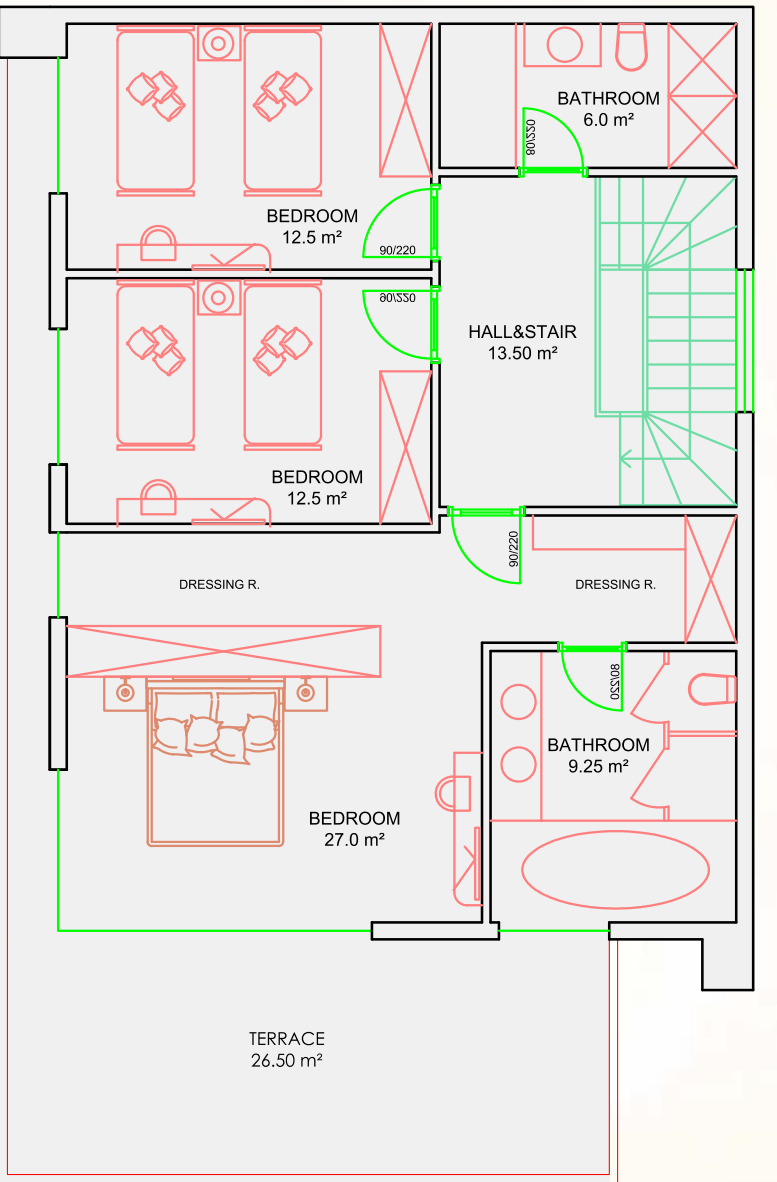 BATHROOM
6.0 m²
80/220
BEDROOM
12.5 m²
90/220
90/220
HALL&STAIR
13.50 m²
BEDROOM
12.5 m²
90/220
DRESSING R.
DRESSING R.
80/220
BATHROOM
9.25 m²
BEDROOM
27.0 m²
TERRACE
26.50 m²